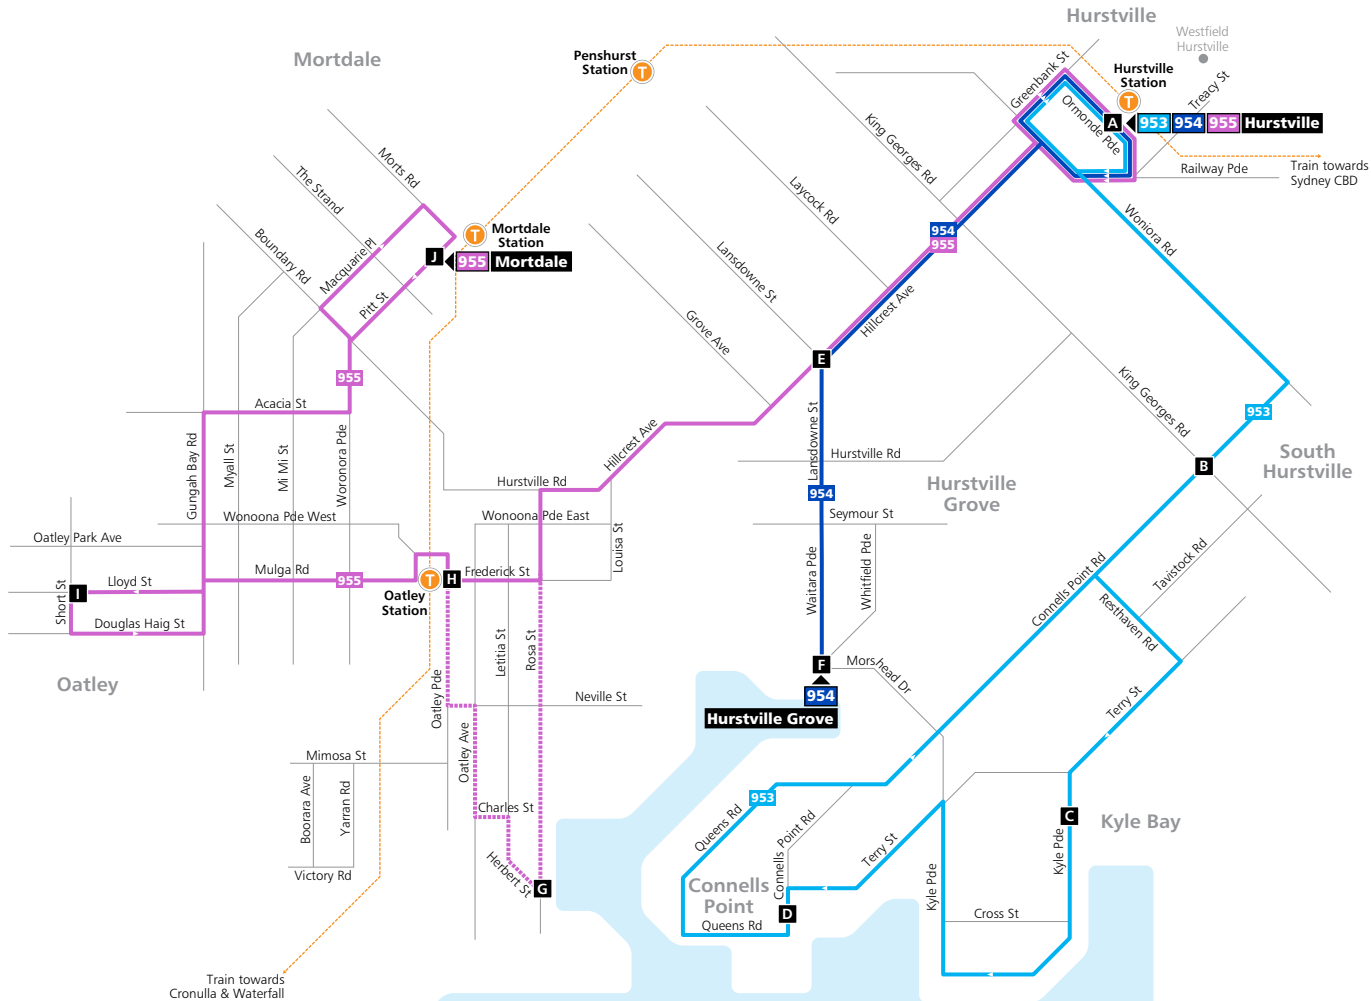 Hurstville
Westfield
Hurstville
Mortdale
Penshurst
Station
T
Hurstville
Station
T
Greenbank St
Treacy St
Ormonde Pde
A
953
954
955
Hurstville
King Georges Rd
Morts Rd
The Strand
Laycock Rd
Railway Pde
Train towards
Sydney CBD
Woniora Rd
Boundary Rd
Macquarie Pl
T
Mortdale
Station
J
955
Mortdale
954
955
Lansdowne St
Pitt St
Hillcrest Ave
Grove Ave
E
955
King Georges Rd
Acacia St
953
Lansdowne St
Hillcrest Ave
Gungah Bay Rd
Myall St
Mi Mi St
Woronora Pde
Hurstville Rd
B
South
Hurstville
Hurstville Rd
954
Hurstville
Grove
Wonoona Pde West
Wonoona Pde East
Seymour St
Oatley Park Ave
Louisa St
Waitara Pde
Whitfield Pde
Tavistock Rd
Mulga Rd
955
T
H
Frederick St
Oatley
Station
Lloyd St
I
Short St
Douglas Haig St
Connells Point Rd
Resthaven Rd
Letitia St
Rosa St
F
Morshead Dr
Oatley
Oatley Pde
Neville St
954
Hurstville Grove
Terry St
Oatley Ave
Mimosa St
Boorara Ave
Yarran Rd
Charles St
953
Queens Rd
Connells Point Rd
Terry St
C
Kyle Bay
Kyle Pde
Victory Rd
Herbert St
G
Connells
Point
Kyle Pde
D
Queens Rd
Cross St
Train towards
Cronulla & Waterfall